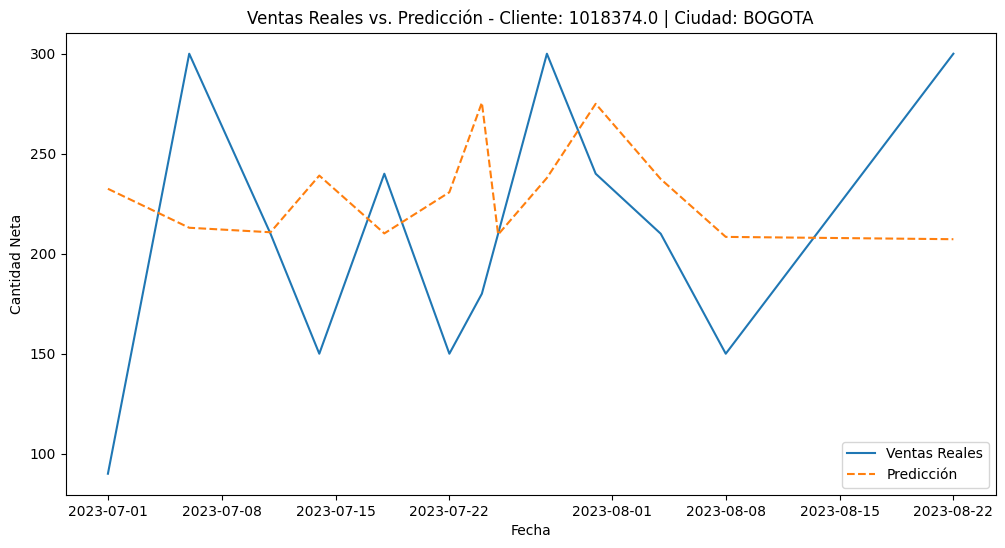 Ventas Reales vs. Predicción - Cliente: 1018374.0 | Ciudad: BOGOTA
300
250
200
150
100
Cantidad Neta
2023-07-01 2023-07-08 2023-07-15 2023-07-22 2023-08-01 2023-08-08 2023-08-15 2023-08-22
Fecha
Ventas Reales
Predicción